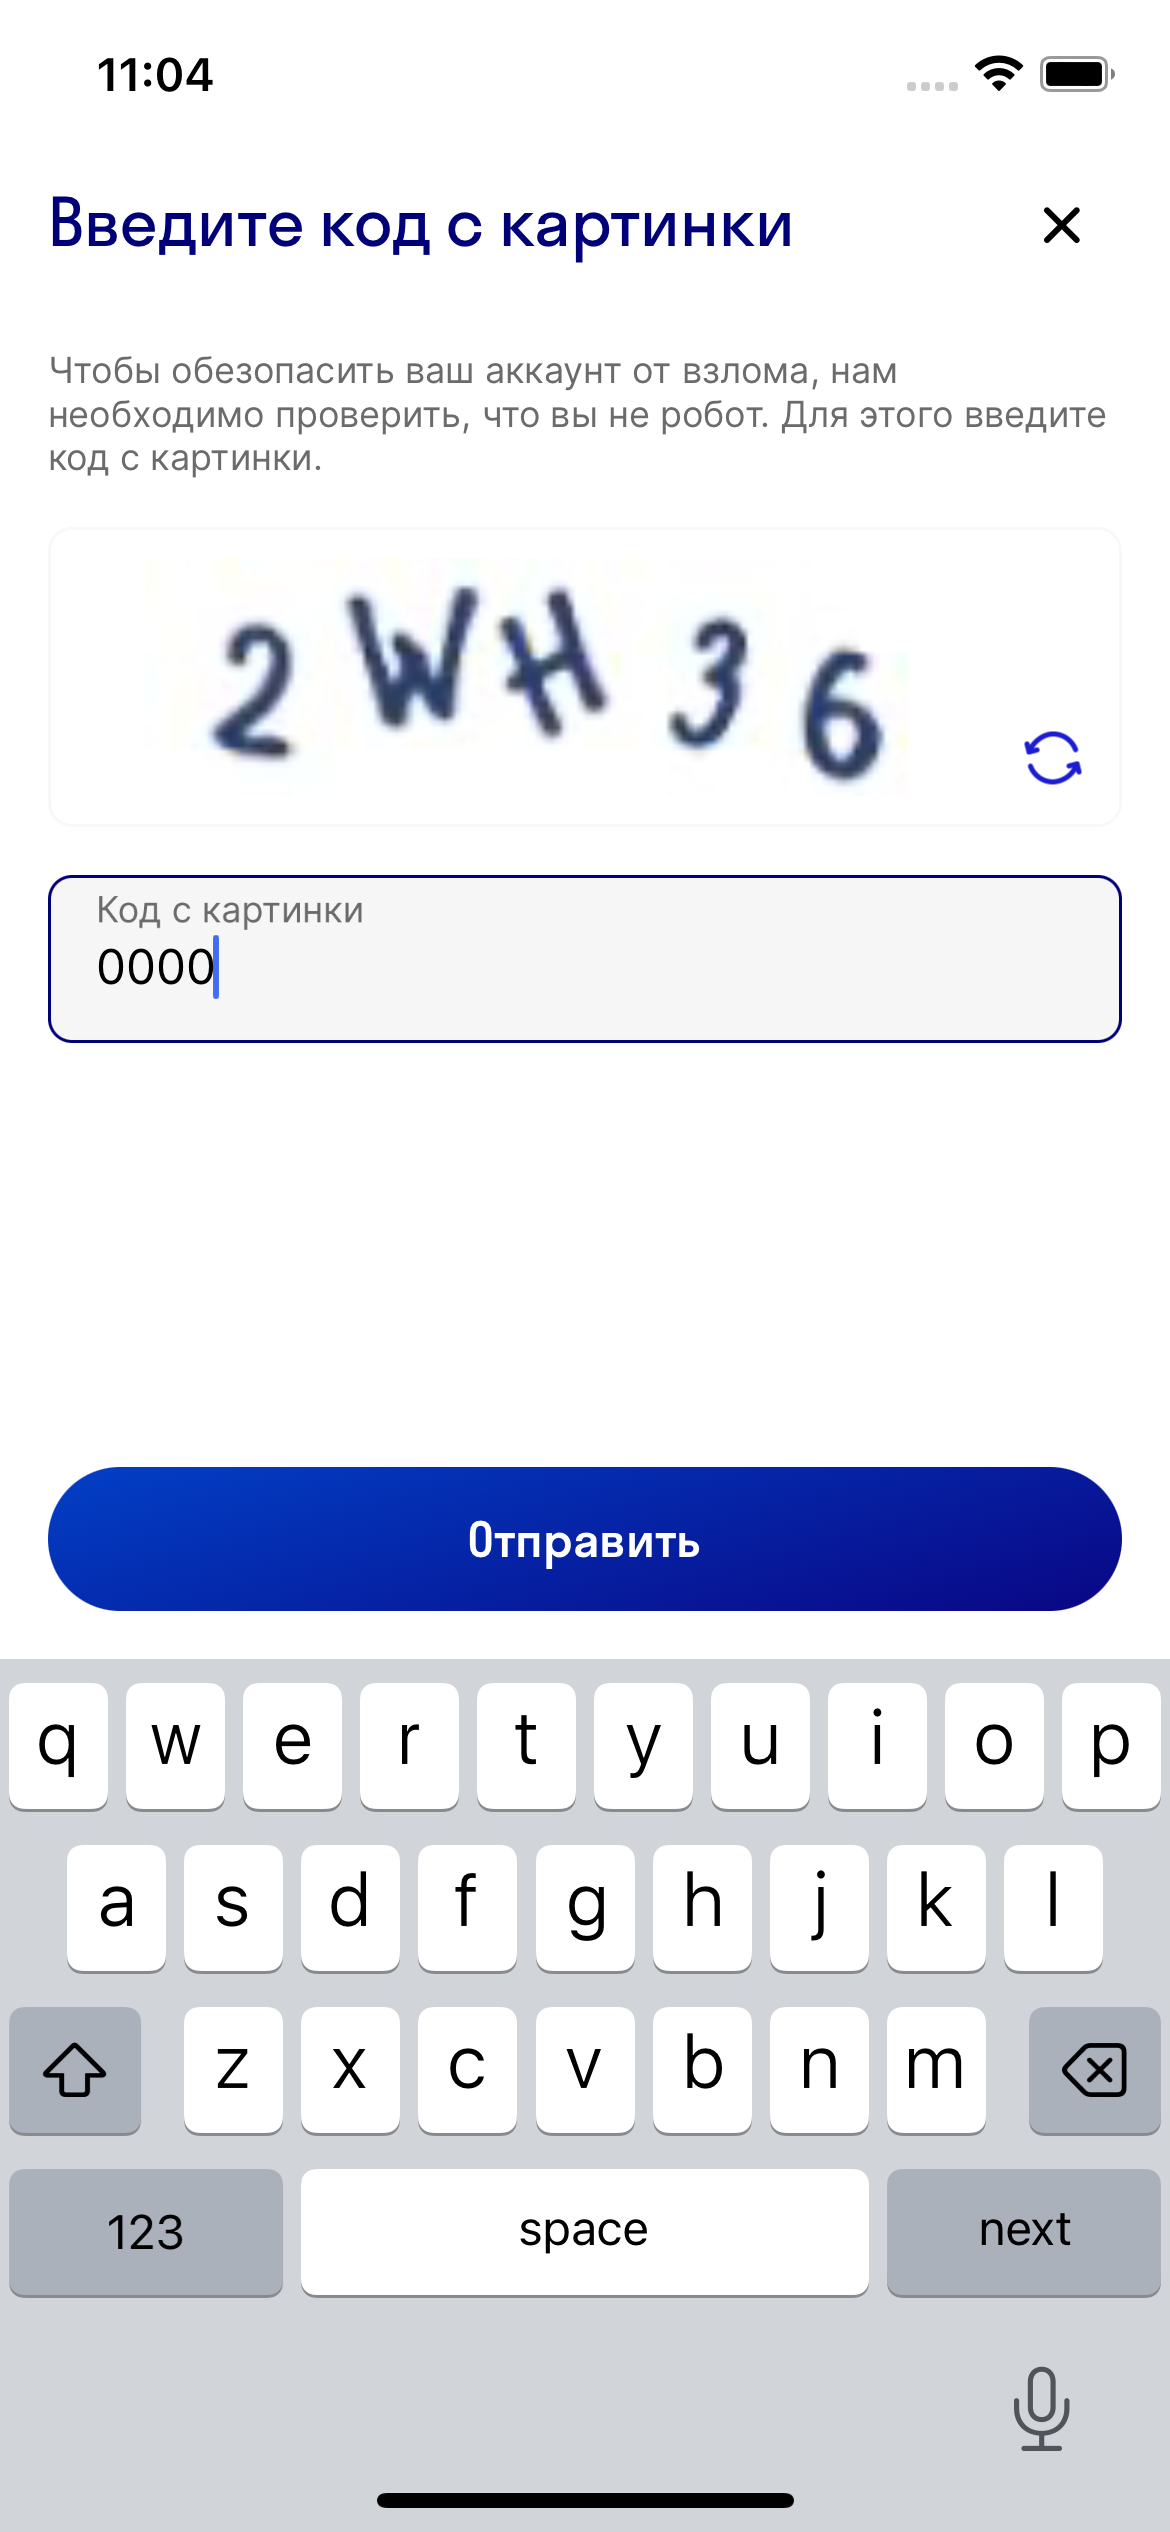 11:04
Введите код с картинки
Чтобы обезопасить ваш аккаунт от взлома, нам
необходимо проверить, что вы не робот. Для этого введите
код с картинки.
2WH36
Код с картинки
0000
Отправить
q w e r t y u i o p
a s d f g h j k l
z x c v b n m
123 space next